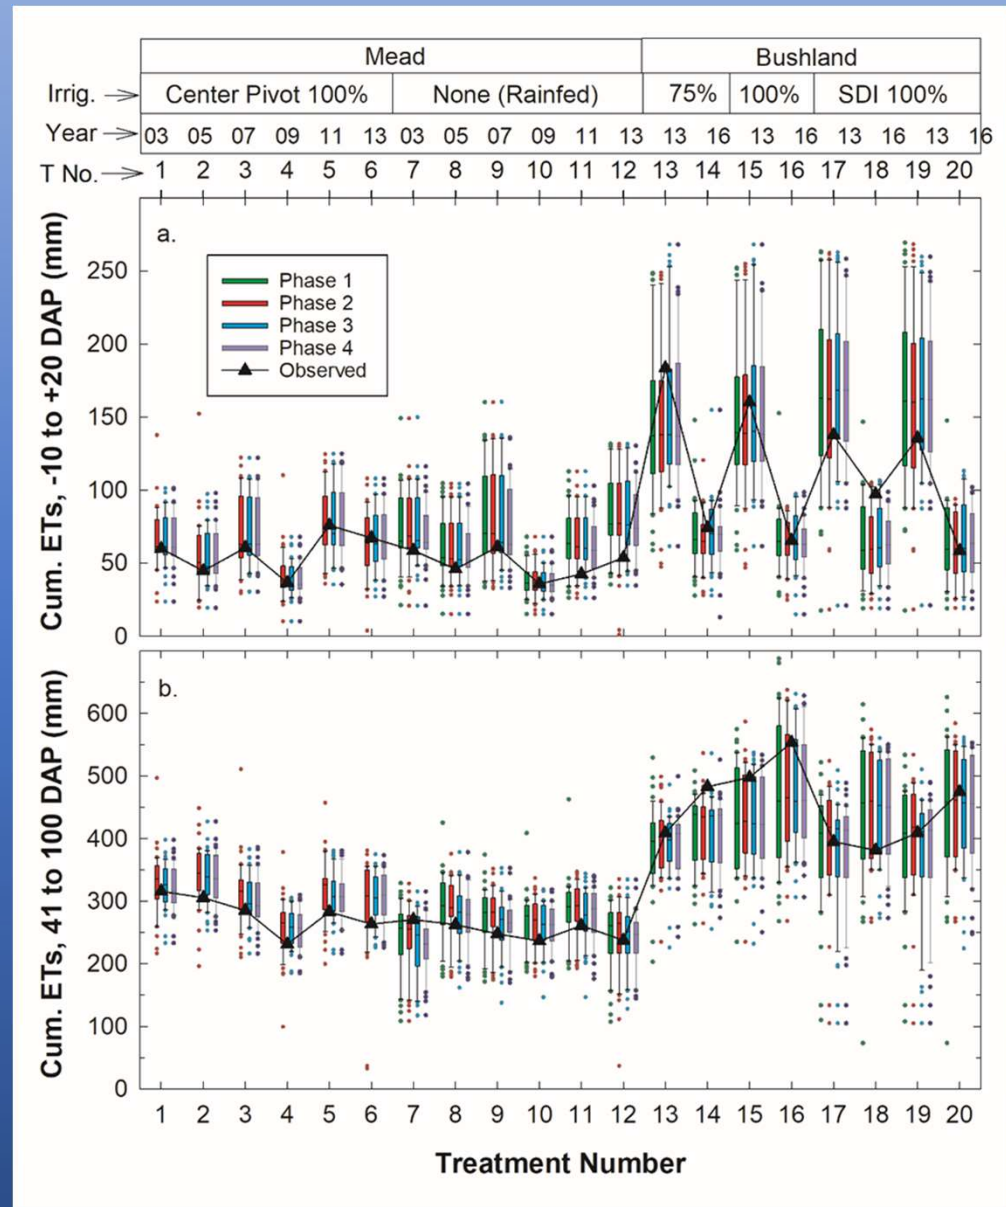 Mead Bushland
Irrig. Center Pivot 100% None (Rainfed) 75% 100% SDI 100%
Year 03 05 07 09 11 13 03 05 07 09 11 13 13 16 13 16 13 16 13 16
T No. 1 2 3 4 5 6 7 8 9 10 11 12 13 14 15 16 17 18 19 20
Cum. ETs, -10 to +20 DAP (mm)
a.
Phase 1
Phase 2
Phase 3
Phase 4
Observed
250
200
150
100
50
0
Cum. ETs, 41 to 100 DAP (mm)
b.
600
500
400
300
200
100
0
1 2 3 4 5 6 7 8 9 10 11 12 13 14 15 16 17 18 19 20
Treatment Number